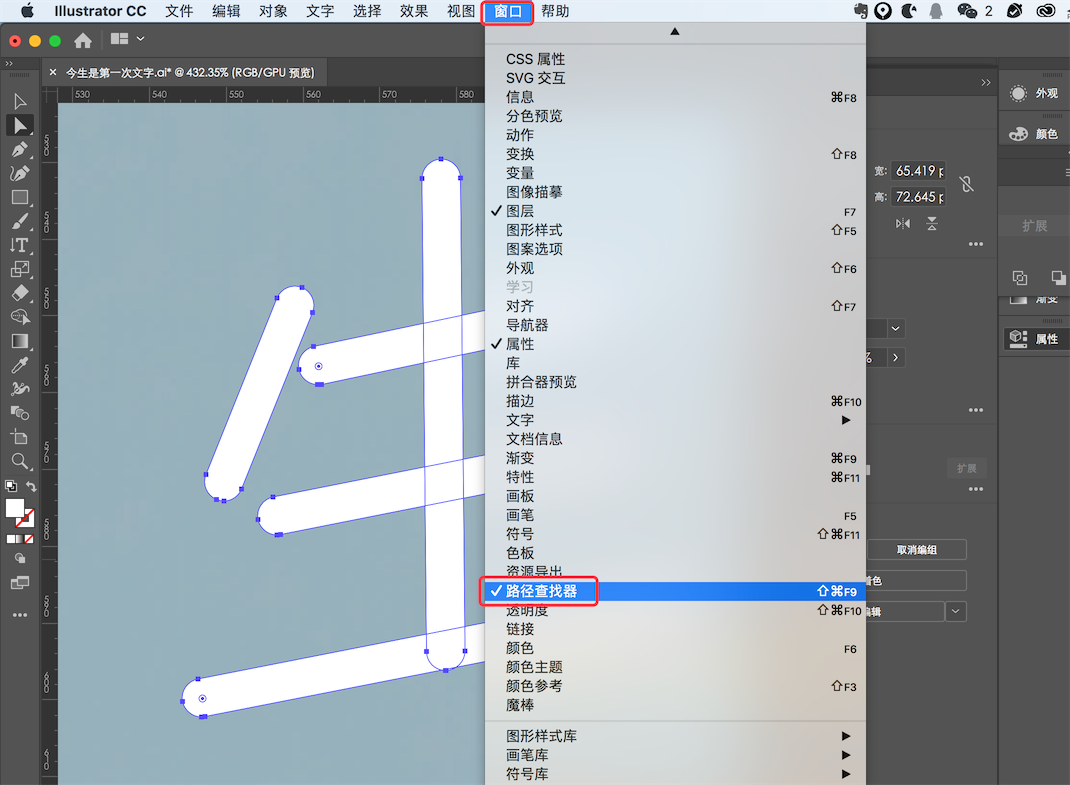 Illustrator CC 文件 编辑 对象 文字 选择 效果 视图 窗口 帮助 2
× 今生是第一次文字.ai* @ 432.35% (RGB/GPU 预览)
530 540 550 560 570 580
CSS 属性
SVG 交互
信息 ⌘F8
分色预览
动作
变换 ⇧F8
变量
图像描摹
✓ 图层 F7
图形样式 ⇧F5
图案选项
外观 ⇧F6
学习
对齐 ⇧F7
导航器
✓ 属性
库
拼合器预览
描边 ⌘F10
文字
文档信息
渐变 ⌘F9
特性 ⌘F11
画板
画笔 F5
符号 ⇧⌘F11
色板
资源导出
✓ 路径查找器 ⇧⌘F9
透明度 ⇧⌘F10
链接
颜色 F6
颜色主题
颜色参考 ⇧F3
魔棒
图形样式库
画笔库
符号库
宽: 65.419 p
高: 72.645 p
%
扩展
取消编组
着色
编辑
外观
颜色
扩展
渐变
属性